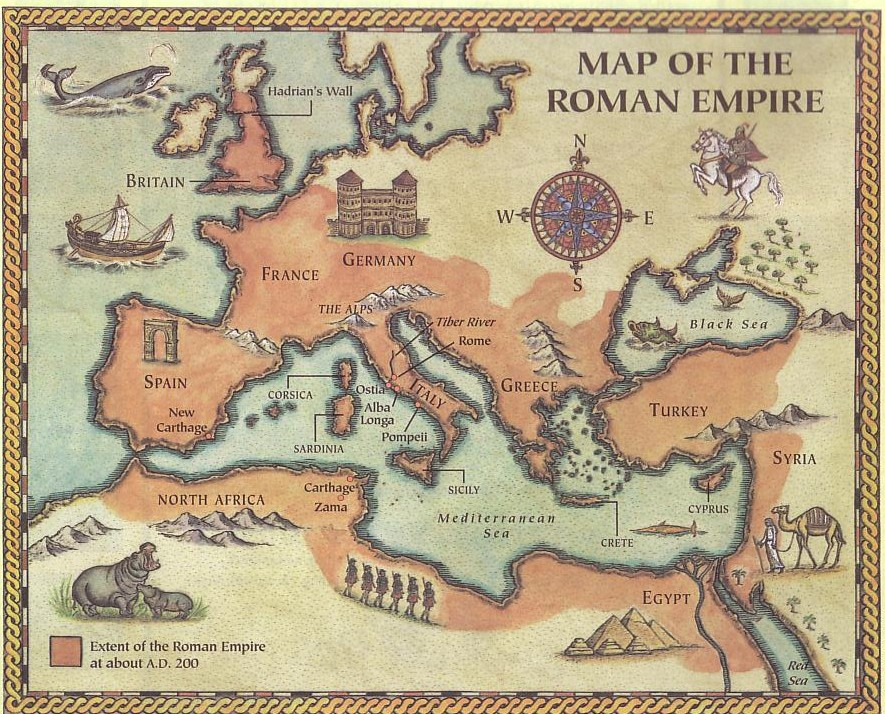 MAP OF THE
ROMAN EMPIRE
Hadrian's Wall
BRITAIN
N
W
E
S
FRANCE
GERMANY
THE ALPS
Tiber River
Rome
Black Sea
SPAIN
CORSICA
Ostia
ITALY
GREECE
TURKEY
New
Carthage
Alba
Longa
Pompeii
SARDINIA
SYRIA
NORTH AFRICA
Carthage
Zama
SICILY
CYPRUS
Mediterranean
Sea
CRETE
EGYPT
Extent of the Roman Empire
at about A.D. 200
Red
Sea